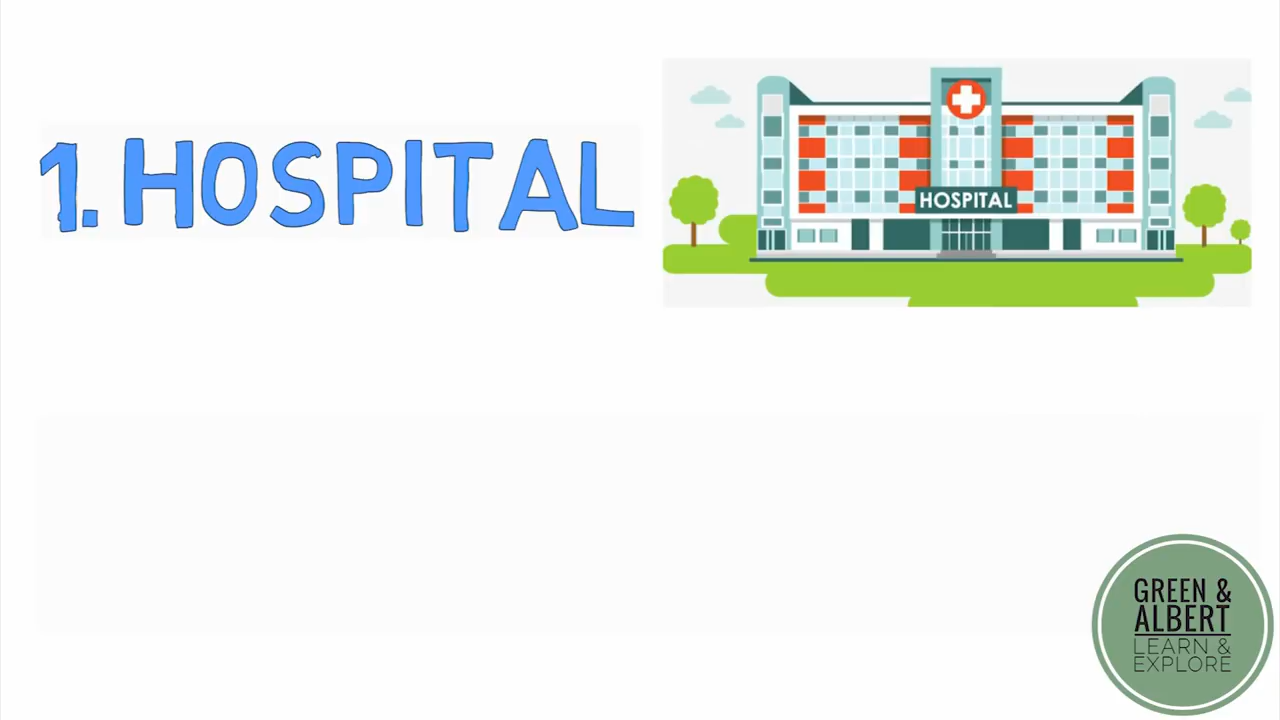 1. HOSPITAL
HOSPITAL
GREEN &
ALBERT
LEARN &
EXPLORE